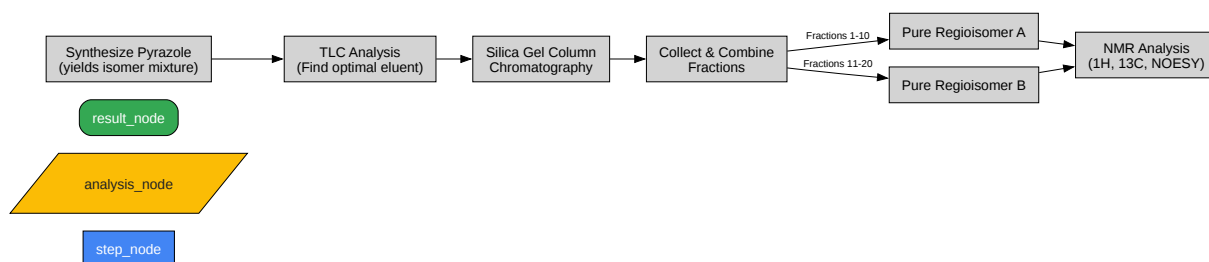 Synthesize Pyrazole
(yields isomer mixture)
TLC Analysis
(Find optimal eluent)
Silica Gel Column
Chromatography
Collect & Combine
Fractions
Fractions 1-10
Fractions 11-20
Pure Regioisomer A
Pure Regioisomer B
NMR Analysis
(1H, 13C, NOESY)
result_node
analysis_node
step_node